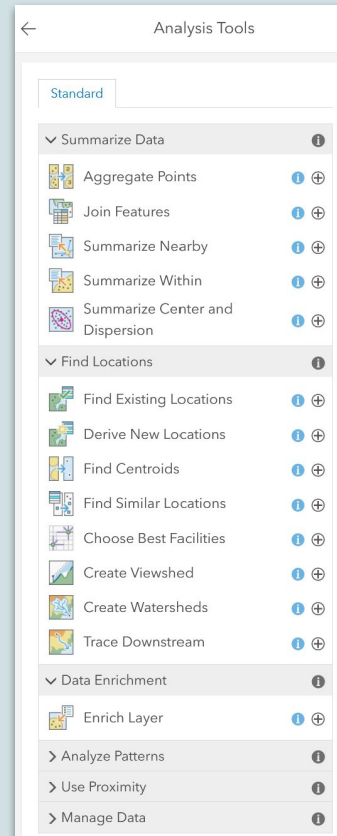 Analysis Tools
Standard
Summarize Data
Aggregate Points
Join Features
Summarize Nearby
Summarize Within
Summarize Center and
Dispersion
Find Locations
Find Existing Locations
Derive New Locations
Find Centroids
Find Similar Locations
Choose Best Facilities
Create Viewshed
Create Watersheds
Trace Downstream
Data Enrichment
Enrich Layer
Analyze Patterns
Use Proximity
Manage Data